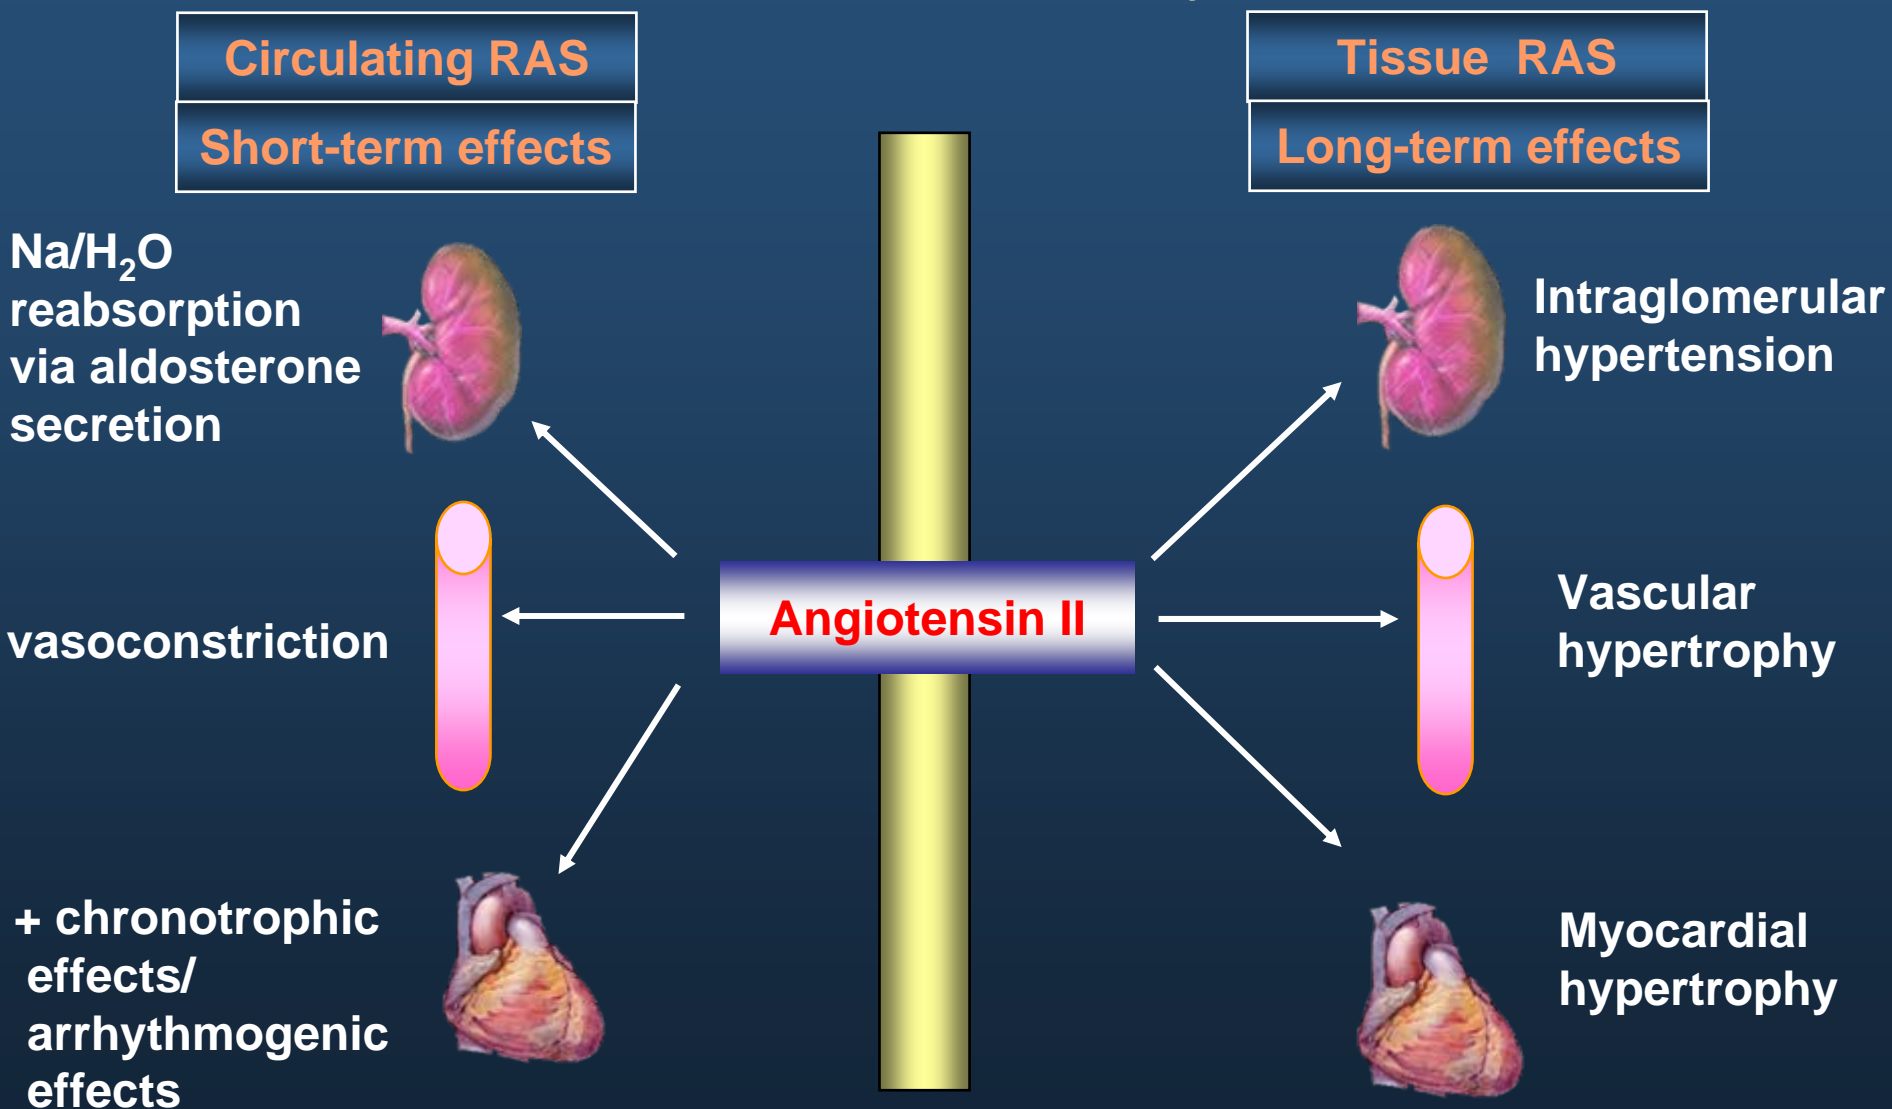 Circulating RAS
Short-term effects
Na/H₂O
reabsorption
via aldosterone
secretion
vasoconstriction
+ chronotrophic
effects/
arrhythmogenic
effects
Angiotensin II
Tissue RAS
Long-term effects
Intraglomerular
hypertension
Vascular
hypertrophy
Myocardial
hypertrophy